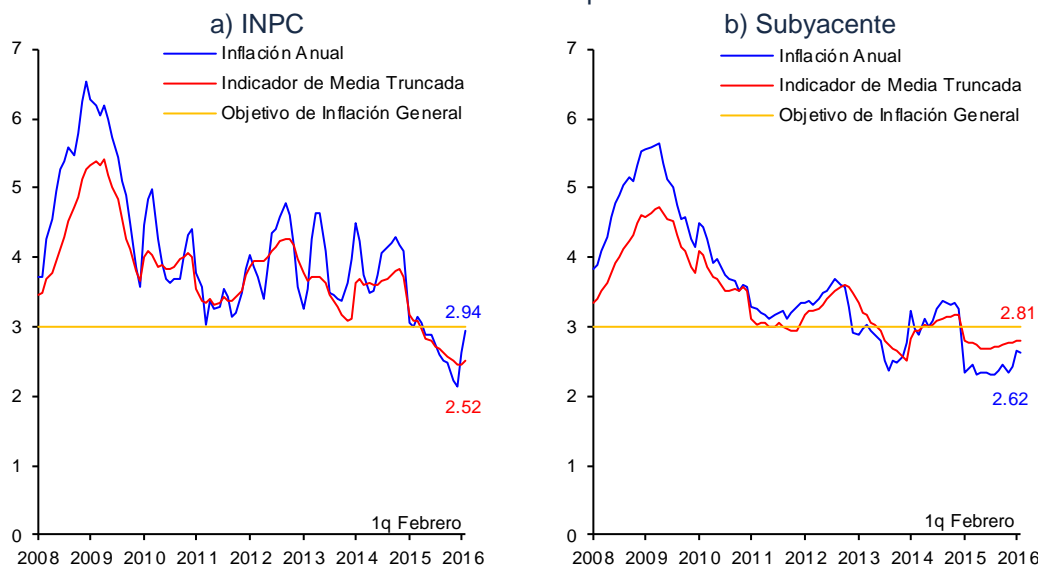 a) INPC
Inflación Anual
Indicador de Media Truncada
Objetivo de Inflación General
7
6
5
4
3
2
1
0
2.94
2.52
1q Febrero
2008 2009 2010 2011 2012 2013 2014 2015 2016
b) Subyacente
Inflación Anual
Indicador de Media Truncada
Objetivo de Inflación General
7
6
5
4
3
2
1
0
2.81
2.62
1q Febrero
2008 2009 2010 2011 2012 2013 2014 2015 2016